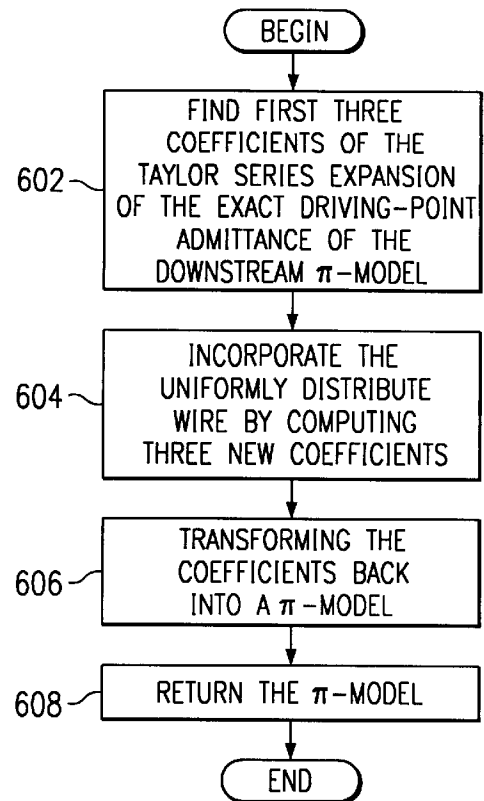 BEGIN
FIND FIRST THREE
COEFFICIENTS OF THE
TAYLOR SERIES EXPANSION
OF THE EXACT DRIVING-POINT
ADMITTANCE OF THE
DOWNSTREAM π-MODEL
602
INCORPORATE THE
UNIFORMLY DISTRIBUTE
WIRE BY COMPUTING
THREE NEW COEFFICIENTS
604
TRANSFORMING THE
COEFFICIENTS BACK
INTO A π-MODEL
606
RETURN THE π-MODEL
608
END